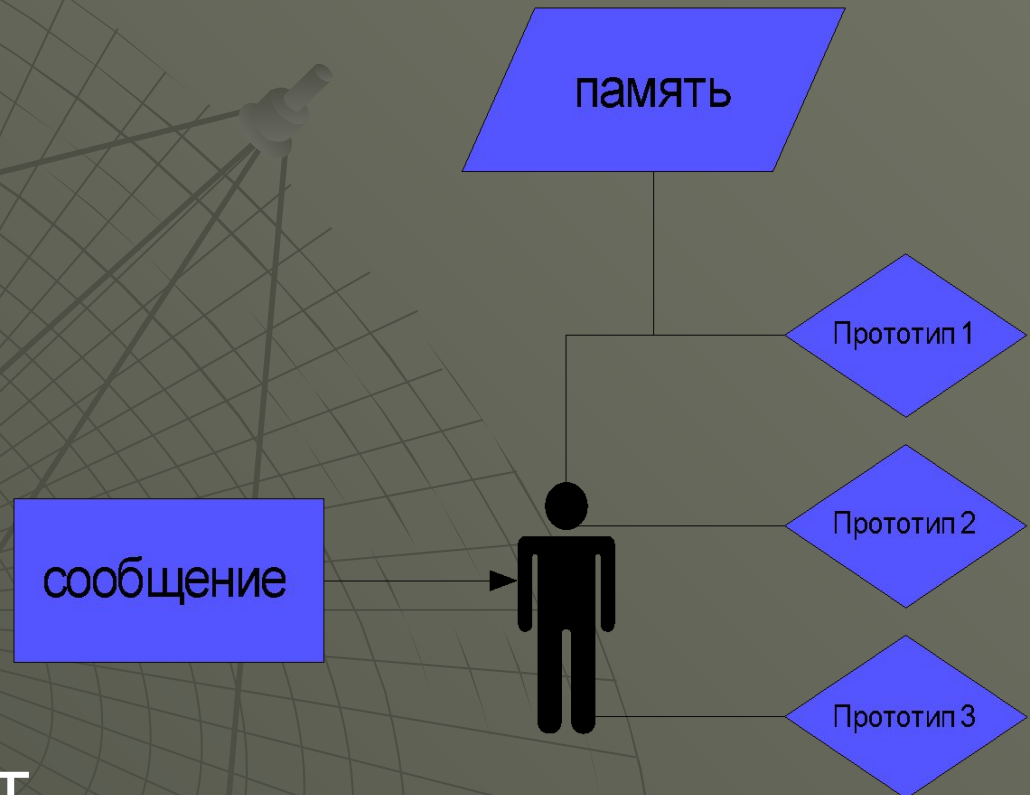 память
Прототип 1
Прототип 2
сообщение
Прототип 3
т